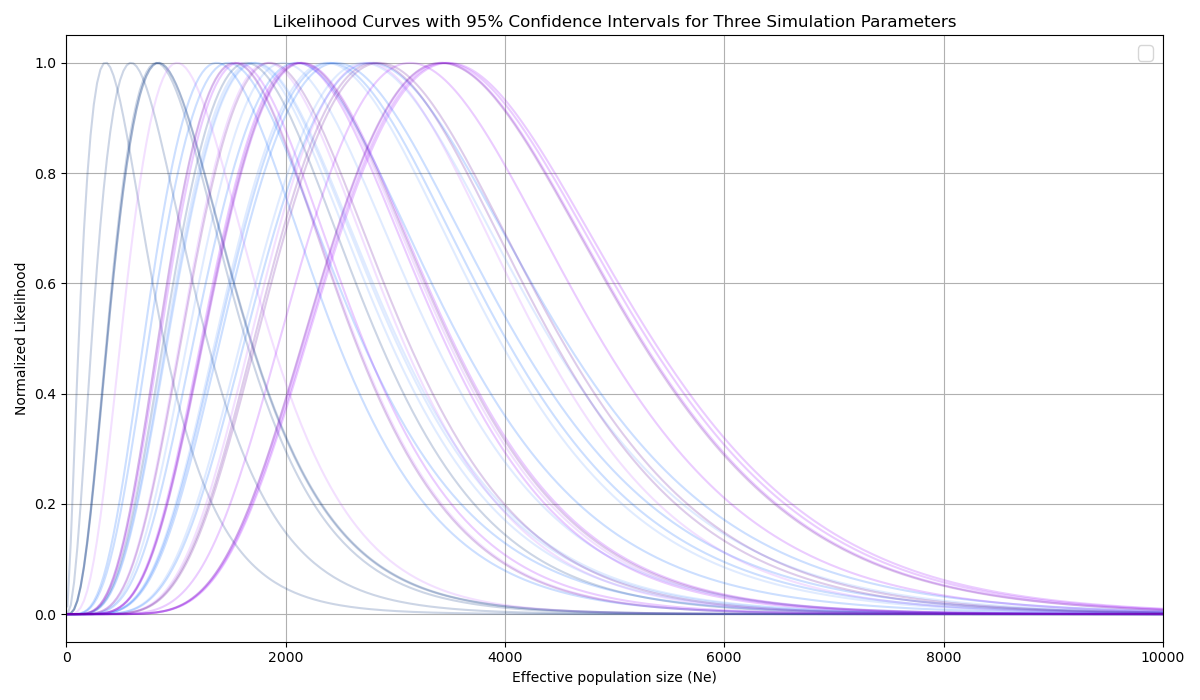 Likelihood Curves with 95% Confidence Intervals for Three Simulation Parameters
1.0
0.8
0.6
0.4
0.2
0.0
Normalized Likelihood
0 2000 4000 6000 8000 10000
Effective population size (Ne)